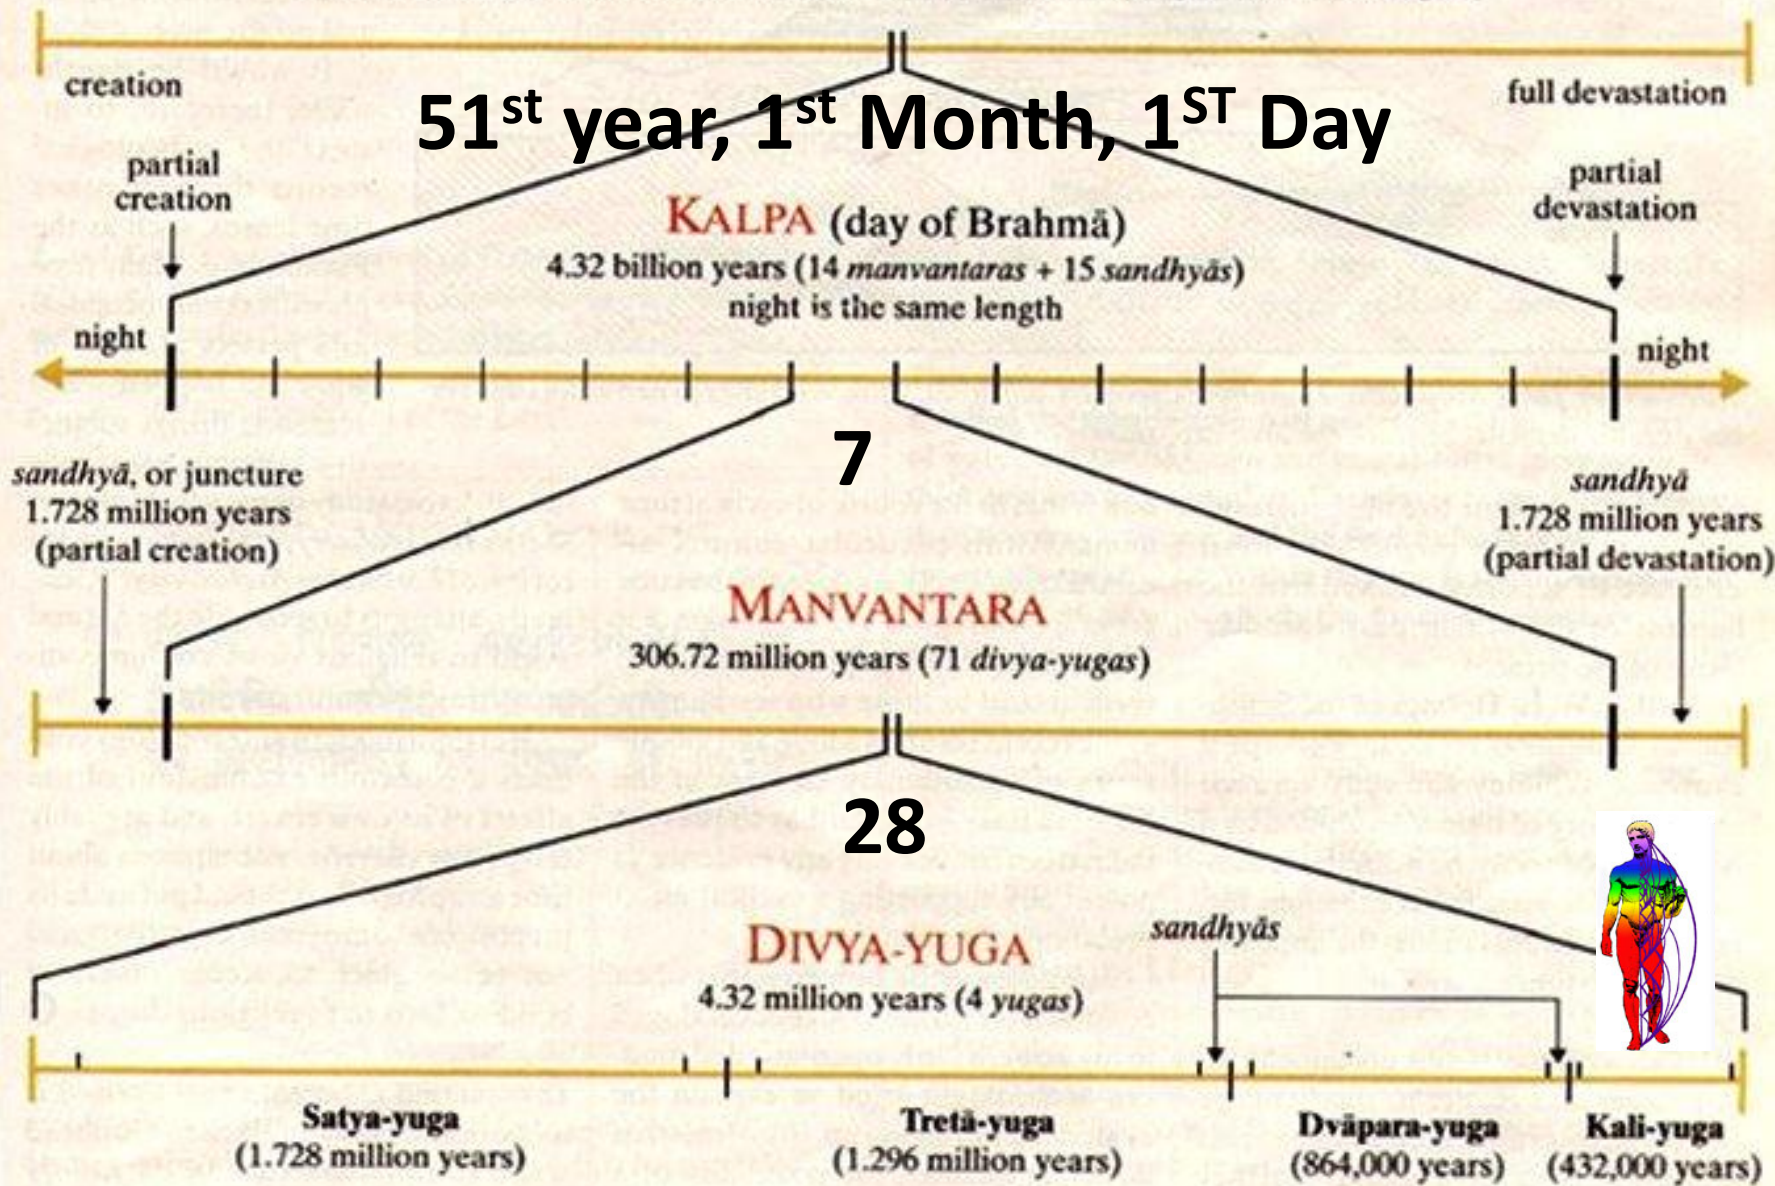 creation
full devastation
51st year, 1st Month, 1ST Day
partial
creation
partial
devastation
KALPA (day of Brahmā)
4.32 billion years (14 manvantaras + 15 sandhyās)
night is the same length
night
night
7
sandhyā, or juncture
1.728 million years
(partial creation)
sandhyā
1.728 million years
(partial devastation)
MANVANTARA
306.72 million years (71 divya-yugas)
28
DIVYA-YUGA
4.32 million years (4 yugas)
sandhyās
Satya-yuga
(1.728 million years)
Tretā-yuga
(1.296 million years)
Dvāpara-yuga
(864,000 years)
Kali-yuga
(432,000 years)